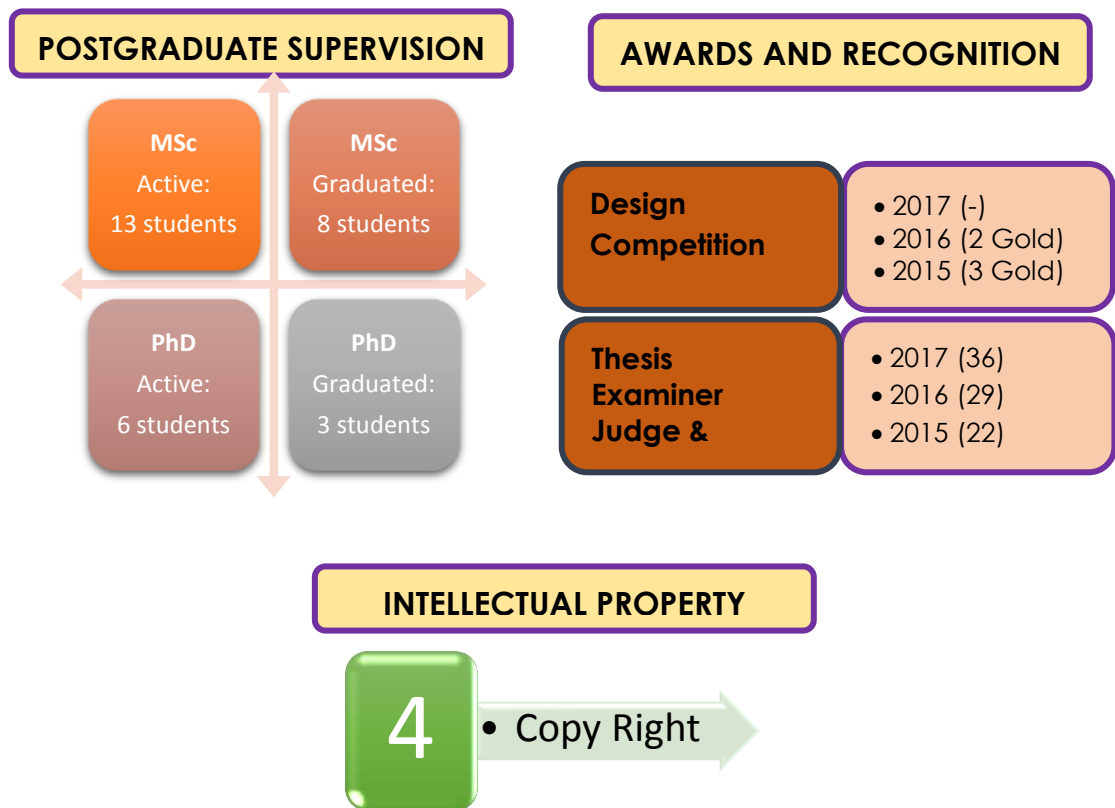 POSTGRADUATE SUPERVISION
MSc
Active:
13 students
MSc
Graduated:
8 students
PhD
Active:
6 students
PhD
Graduated:
3 students
AWARDS AND RECOGNITION
Design
Competition
• 2017 (-)
• 2016 (2 Gold)
• 2015 (3 Gold)
Thesis
Examiner
Judge &
• 2017 (36)
• 2016 (29)
• 2015 (22)
INTELLECTUAL PROPERTY
4
• Copy Right